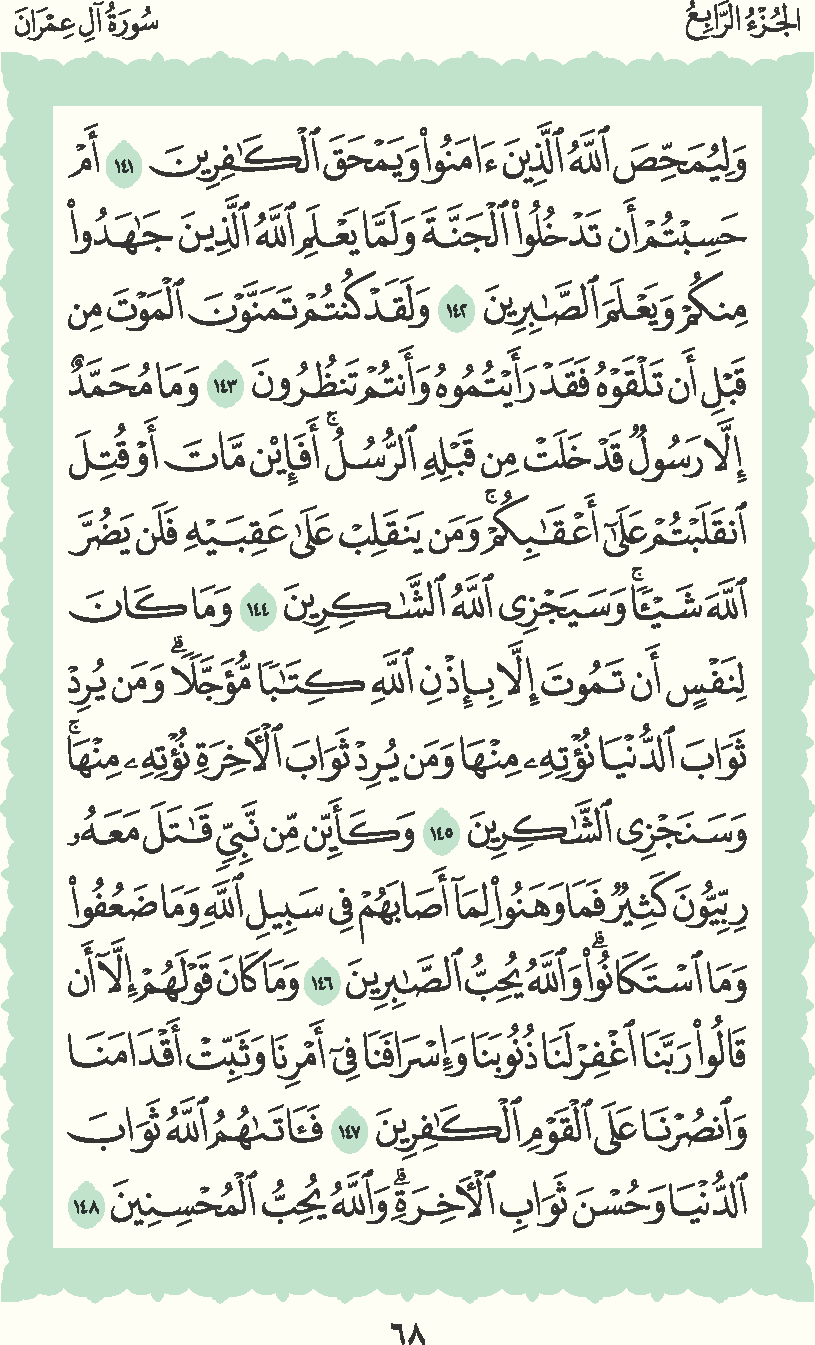 الجُزْءُ الرَّابِعُ
سُورَةُ آلِ عِمْرَانَ
وَلِيُمَحِّصَ ٱللَّهُ ٱلَّذِينَ ءَامَنُوا۟ وَيَمْحَقَ ٱلْكَـٰفِرِينَ ١٤١ أَمْ
حَسِبْتُمْ أَن تَدْخُلُوا۟ ٱلْجَنَّةَ وَلَمَّا يَعْلَمِ ٱللَّهُ ٱلَّذِينَ جَـٰهَدُوا۟
مِنكُمْ وَيَعْلَمَ ٱلصَّـٰبِرِينَ ١٤٢ وَلَقَدْ كُنتُمْ تَمَنَّوْنَ ٱلْمَوْتَ مِن
قَبْلِ أَن تَلْقَوْهُ فَقَدْ رَأَيْتُمُوهُ وَأَنتُمْ تَنظُرُونَ ١٤٣ وَمَا مُحَمَّدٌ
إِلَّا رَسُولٌ قَدْ خَلَتْ مِن قَبْلِهِ ٱلرُّسُلُ ۚ أَفَإِي۟ن مَّاتَ أَوْ قُتِلَ
ٱنقَلَبْتُمْ عَلَىٰٓ أَعْقَـٰبِكُمْ ۚ وَمَن يَنقَلِبْ عَلَىٰ عَقِبَيْهِ فَلَن يَضُرَّ
ٱللَّهَ شَيْـًٔا ۚ وَسَيَجْزِى ٱللَّهُ ٱلشَّـٰكِرِينَ ١٤٤ وَمَا كَانَ
لِنَفْسٍ أَن تَمُوتَ إِلَّا بِإِذْنِ ٱللَّهِ كِتَـٰبًا مُّؤَجَّلًا ۗ وَمَن يُرِدْ
ثَوَابَ ٱلدُّنْيَا نُؤْتِهِۦ مِنْهَا وَمَن يُرِدْ ثَوَابَ ٱلْـَٔاخِرَةِ نُؤْتِهِۦ مِنْهَا ۚ
وَسَنَجْزِى ٱلشَّـٰكِرِينَ ١٤٥ وَكَأَيِّن مِّن نَّبِىٍّ قَـٰتَلَ مَعَهُۥ
رِبِّيُّونَ كَثِيرٌ فَمَا وَهَنُوا۟ لِمَآ أَصَابَهُمْ فِى سَبِيلِ ٱللَّهِ وَمَا ضَعُفُوا۟
وَمَا ٱسْتَكَانُوا۟ ۗ وَٱللَّهُ يُحِبُّ ٱلصَّـٰبِرِينَ ١٤٦ وَمَا كَانَ قَوْلَهُمْ إِلَّآ أَن
قَالُوا۟ رَبَّنَا ٱغْفِرْ لَنَا ذُنُوبَنَا وَإِسْرَافَنَا فِىٓ أَمْرِنَا وَثَبِّتْ أَقْدَامَنَا
وَٱنصُرْنَا عَلَى ٱلْقَوْمِ ٱلْكَـٰفِرِينَ ١٤٧ فَـَٔاتَىٰهُمُ ٱللَّهُ ثَوَابَ
ٱلدُّنْيَا وَحُسْنَ ثَوَابِ ٱلْـَٔاخِرَةِ ۗ وَٱللَّهُ يُحِبُّ ٱلْمُحْسِنِينَ ١٤٨
٦٨